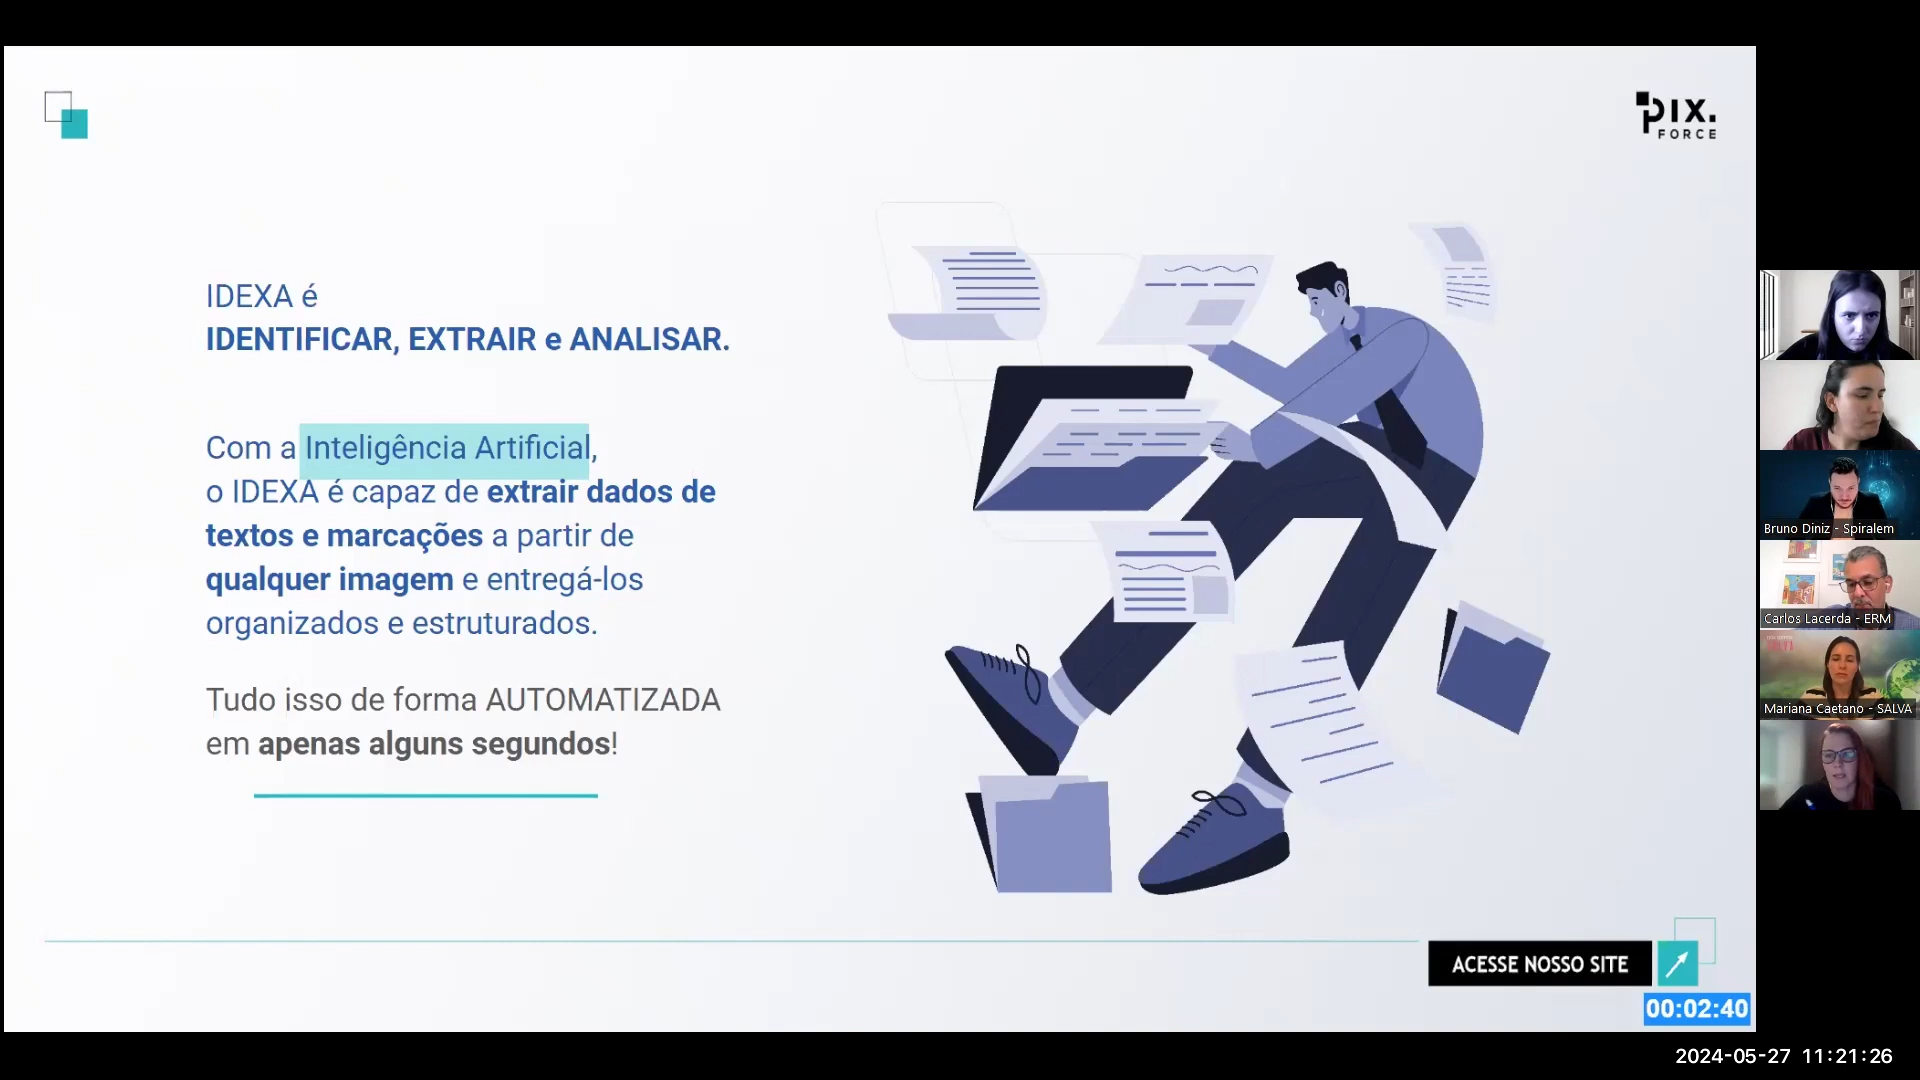 pix.
FORCE
IDEXA é
IDENTIFICAR, EXTRAIR e ANALISAR.
Com a Inteligência Artificial,
o IDEXA é capaz de extrair dados de
textos e marcações a partir de
qualquer imagem e entregá-los
organizados e estruturados.
Tudo isso de forma AUTOMATIZADA
em apenas alguns segundos!
ACESSE NOSSO SITE
00:02:40
Bruno Diniz - Spiralem
Carlos Lacerda - ERM
Mariana Caetano - SALVA
2024-05-27 11:21:26